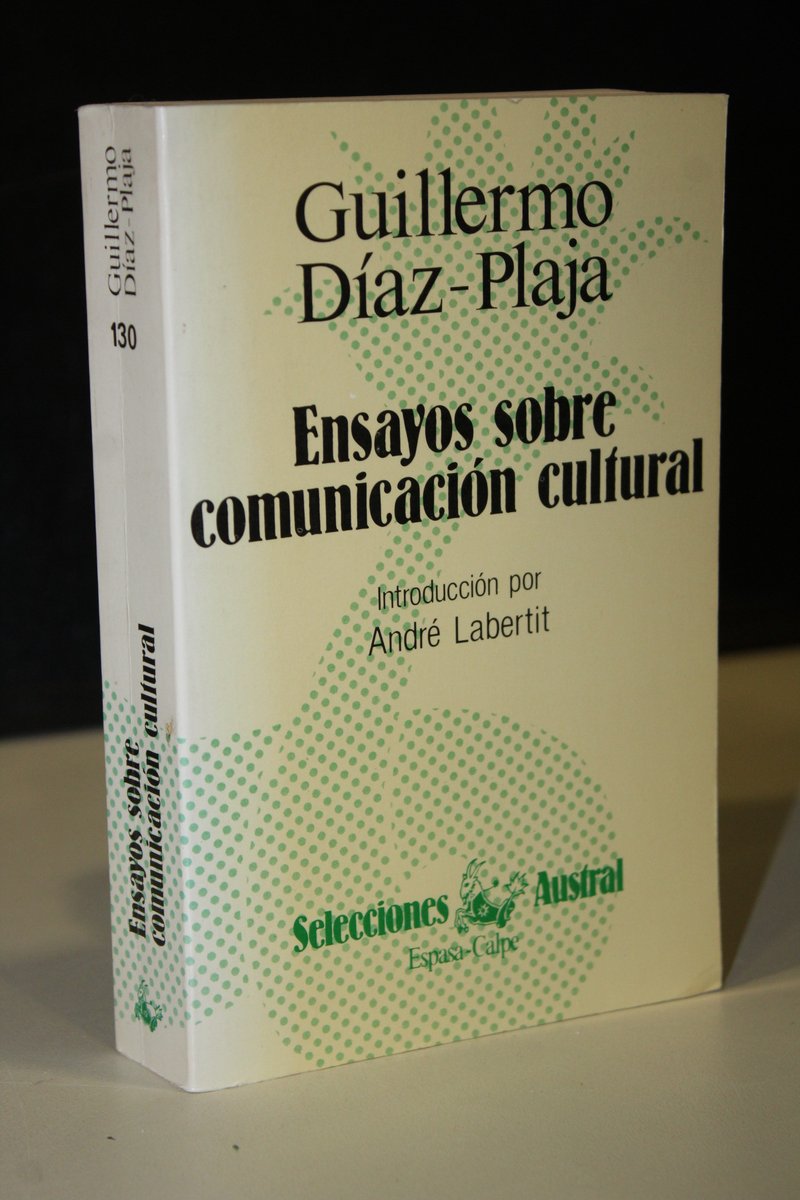 Guillermo
Díaz-Plaja
Ensayos sobre
comunicación cultural
Introducción por
André Labertit
Selecciones Austral
Espasa-Calpe
Guillermo
Díaz-Plaja
130
Ensayos sobre
comunicación cultural